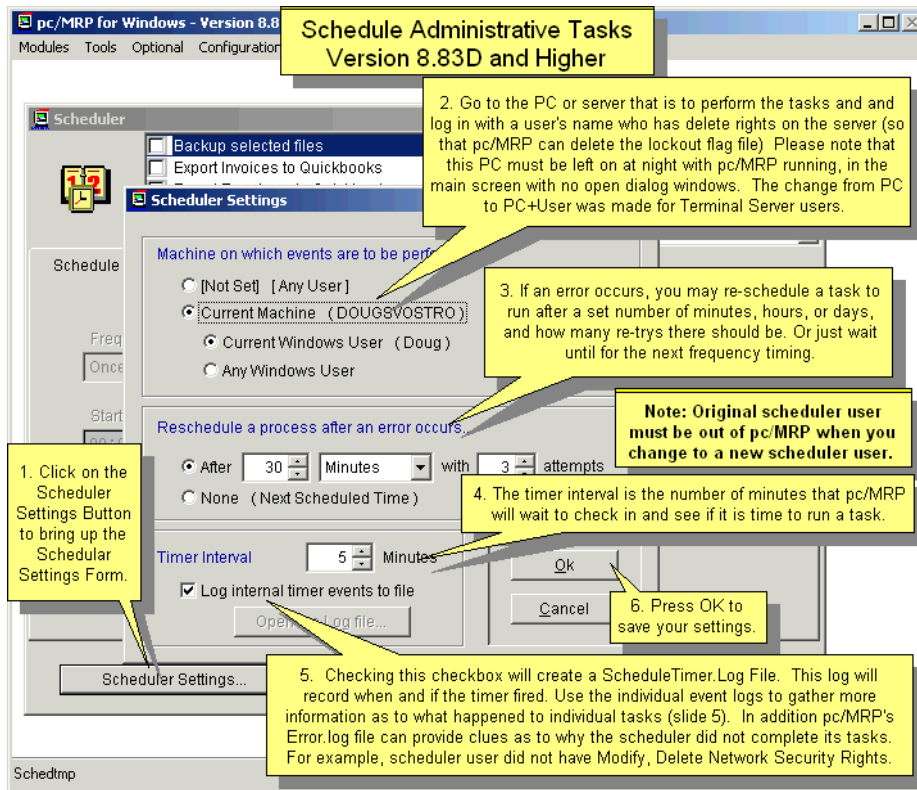 pc/MRP for Windows - Version 8.8
Schedule Administrative Tasks
Version 8.83D and Higher
Modules Tools Optional Configuration
Scheduler
Backup selected files
Export Invoices to Quickbooks
2. Go to the PC or server that is to perform the tasks and and
log in with a user's name who has delete rights on the server (so
that pc/MRP can delete the lockout flag file) Please note that
this PC must be left on at night with pc/MRP running, in the
main screen with no open dialog windows. The change from PC
to PC+User was made for Terminal Server users.
Scheduler Settings
Schedule
Machine on which events are to be perf
[Not Set] [Any User]
Current Machine (DOUGSVOSTRO)
Current Windows User (Doug)
Any Windows User
3. If an error occurs, you may re-schedule a task to
run after a set number of minutes, hours, or days,
and how many re-trys there should be. Or just wait
until for the next frequency timing.
Freq
Once
Start
Note: Original scheduler user
must be out of pc/MRP when you
change to a new scheduler user.
Reschedule a process after an error occurs...
After 30 Minutes with 3 attempts
None (Next Scheduled Time)
1. Click on the
Scheduler
Settings Button
to bring up the
Schedular
Settings Form.
4. The timer interval is the number of minutes that pc/MRP
will wait to check in and see if it is time to run a task.
Timer Interval 5 Minutes
Log internal timer events to file
Open Log file...
Ok
Cancel
6. Press OK to
save your settings.
Scheduler Settings...
5. Checking this checkbox will create a ScheduleTimer.Log File. This log will
record when and if the timer fired. Use the individual event logs to gather more
information as to what happened to individual tasks (slide 5). In addition pc/MRP's
Error.log file can provide clues as to why the scheduler did not complete its tasks.
For example, scheduler user did not have Modify, Delete Network Security Rights.
Schedtmp